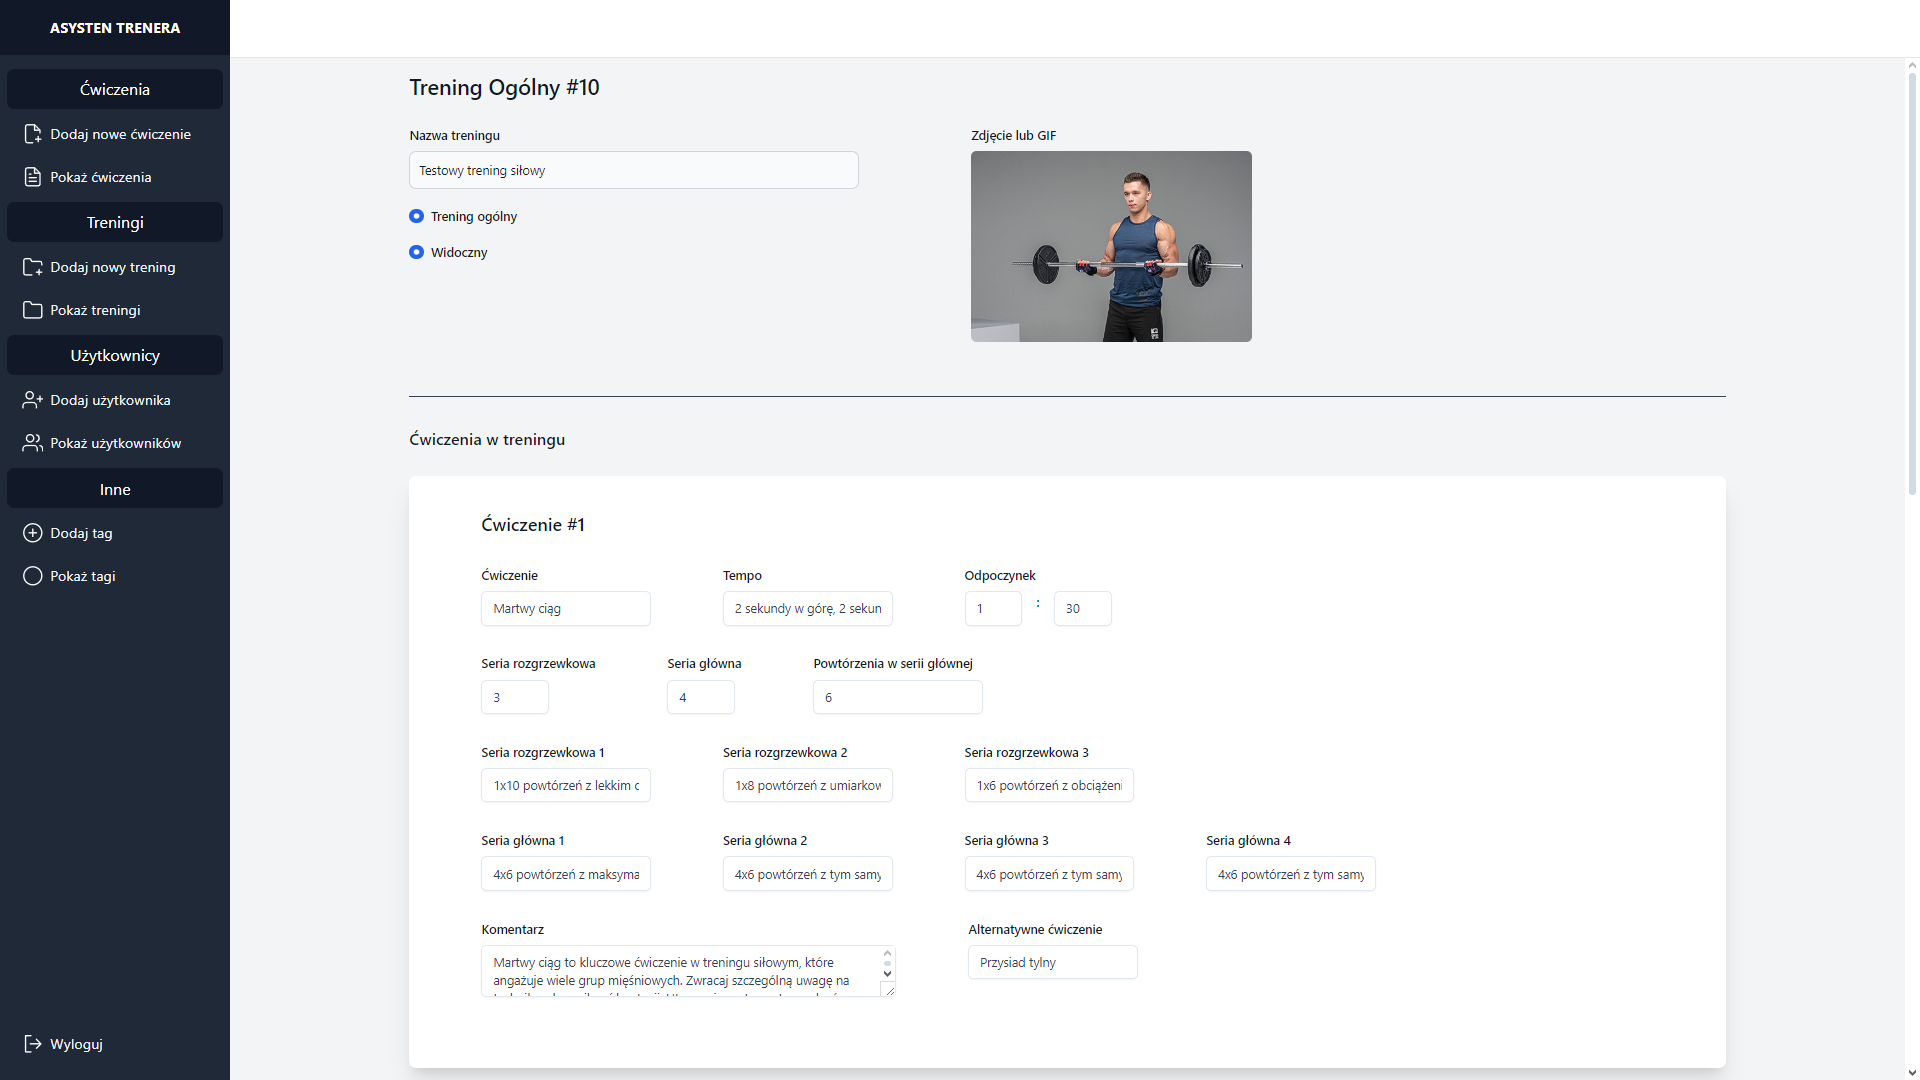 ASYSTEN TRENERA
Ćwiczenia
Dodaj nowe ćwiczenie
Pokaż ćwiczenia
Treningi
Dodaj nowy trening
Pokaż treningi
Użytkownicy
Dodaj użytkownika
Pokaż użytkowników
Inne
Dodaj tag
Pokaż tagi
Wyloguj
Trening Ogólny #10
Nazwa treningu
Testowy trening siłowy
Trening ogólny
Widoczny
Zdjęcie lub GIF
Ćwiczenia w treningu
Ćwiczenie #1
Ćwiczenie Tempo Odpoczynek
Martwy ciąg 2 sekundy w górę, 2 sekun 1 : 30
Seria rozgrzewkowa Seria główna Powtórzenia w serii głównej
3 4 6
Seria rozgrzewkowa 1 Seria rozgrzewkowa 2 Seria rozgrzewkowa 3
1x10 powtórzeń z lekkim 1x8 powtórzeń z umiarkow 1x6 powtórzeń z obciążeni
Seria główna 1 Seria główna 2 Seria główna 3 Seria główna 4
4x6 powtórzeń z maksyma 4x6 powtórzeń z tym samy 4x6 powtórzeń z tym samy 4x6 powtórzeń z tym samy
Komentarz Alternatywne ćwiczenie
Martwy ciąg to kluczowe ćwiczenie w treningu siłowym, które
angażuje wiele grup mięśniowych. Zwracaj szczególną uwagę na
Przysiad tylny